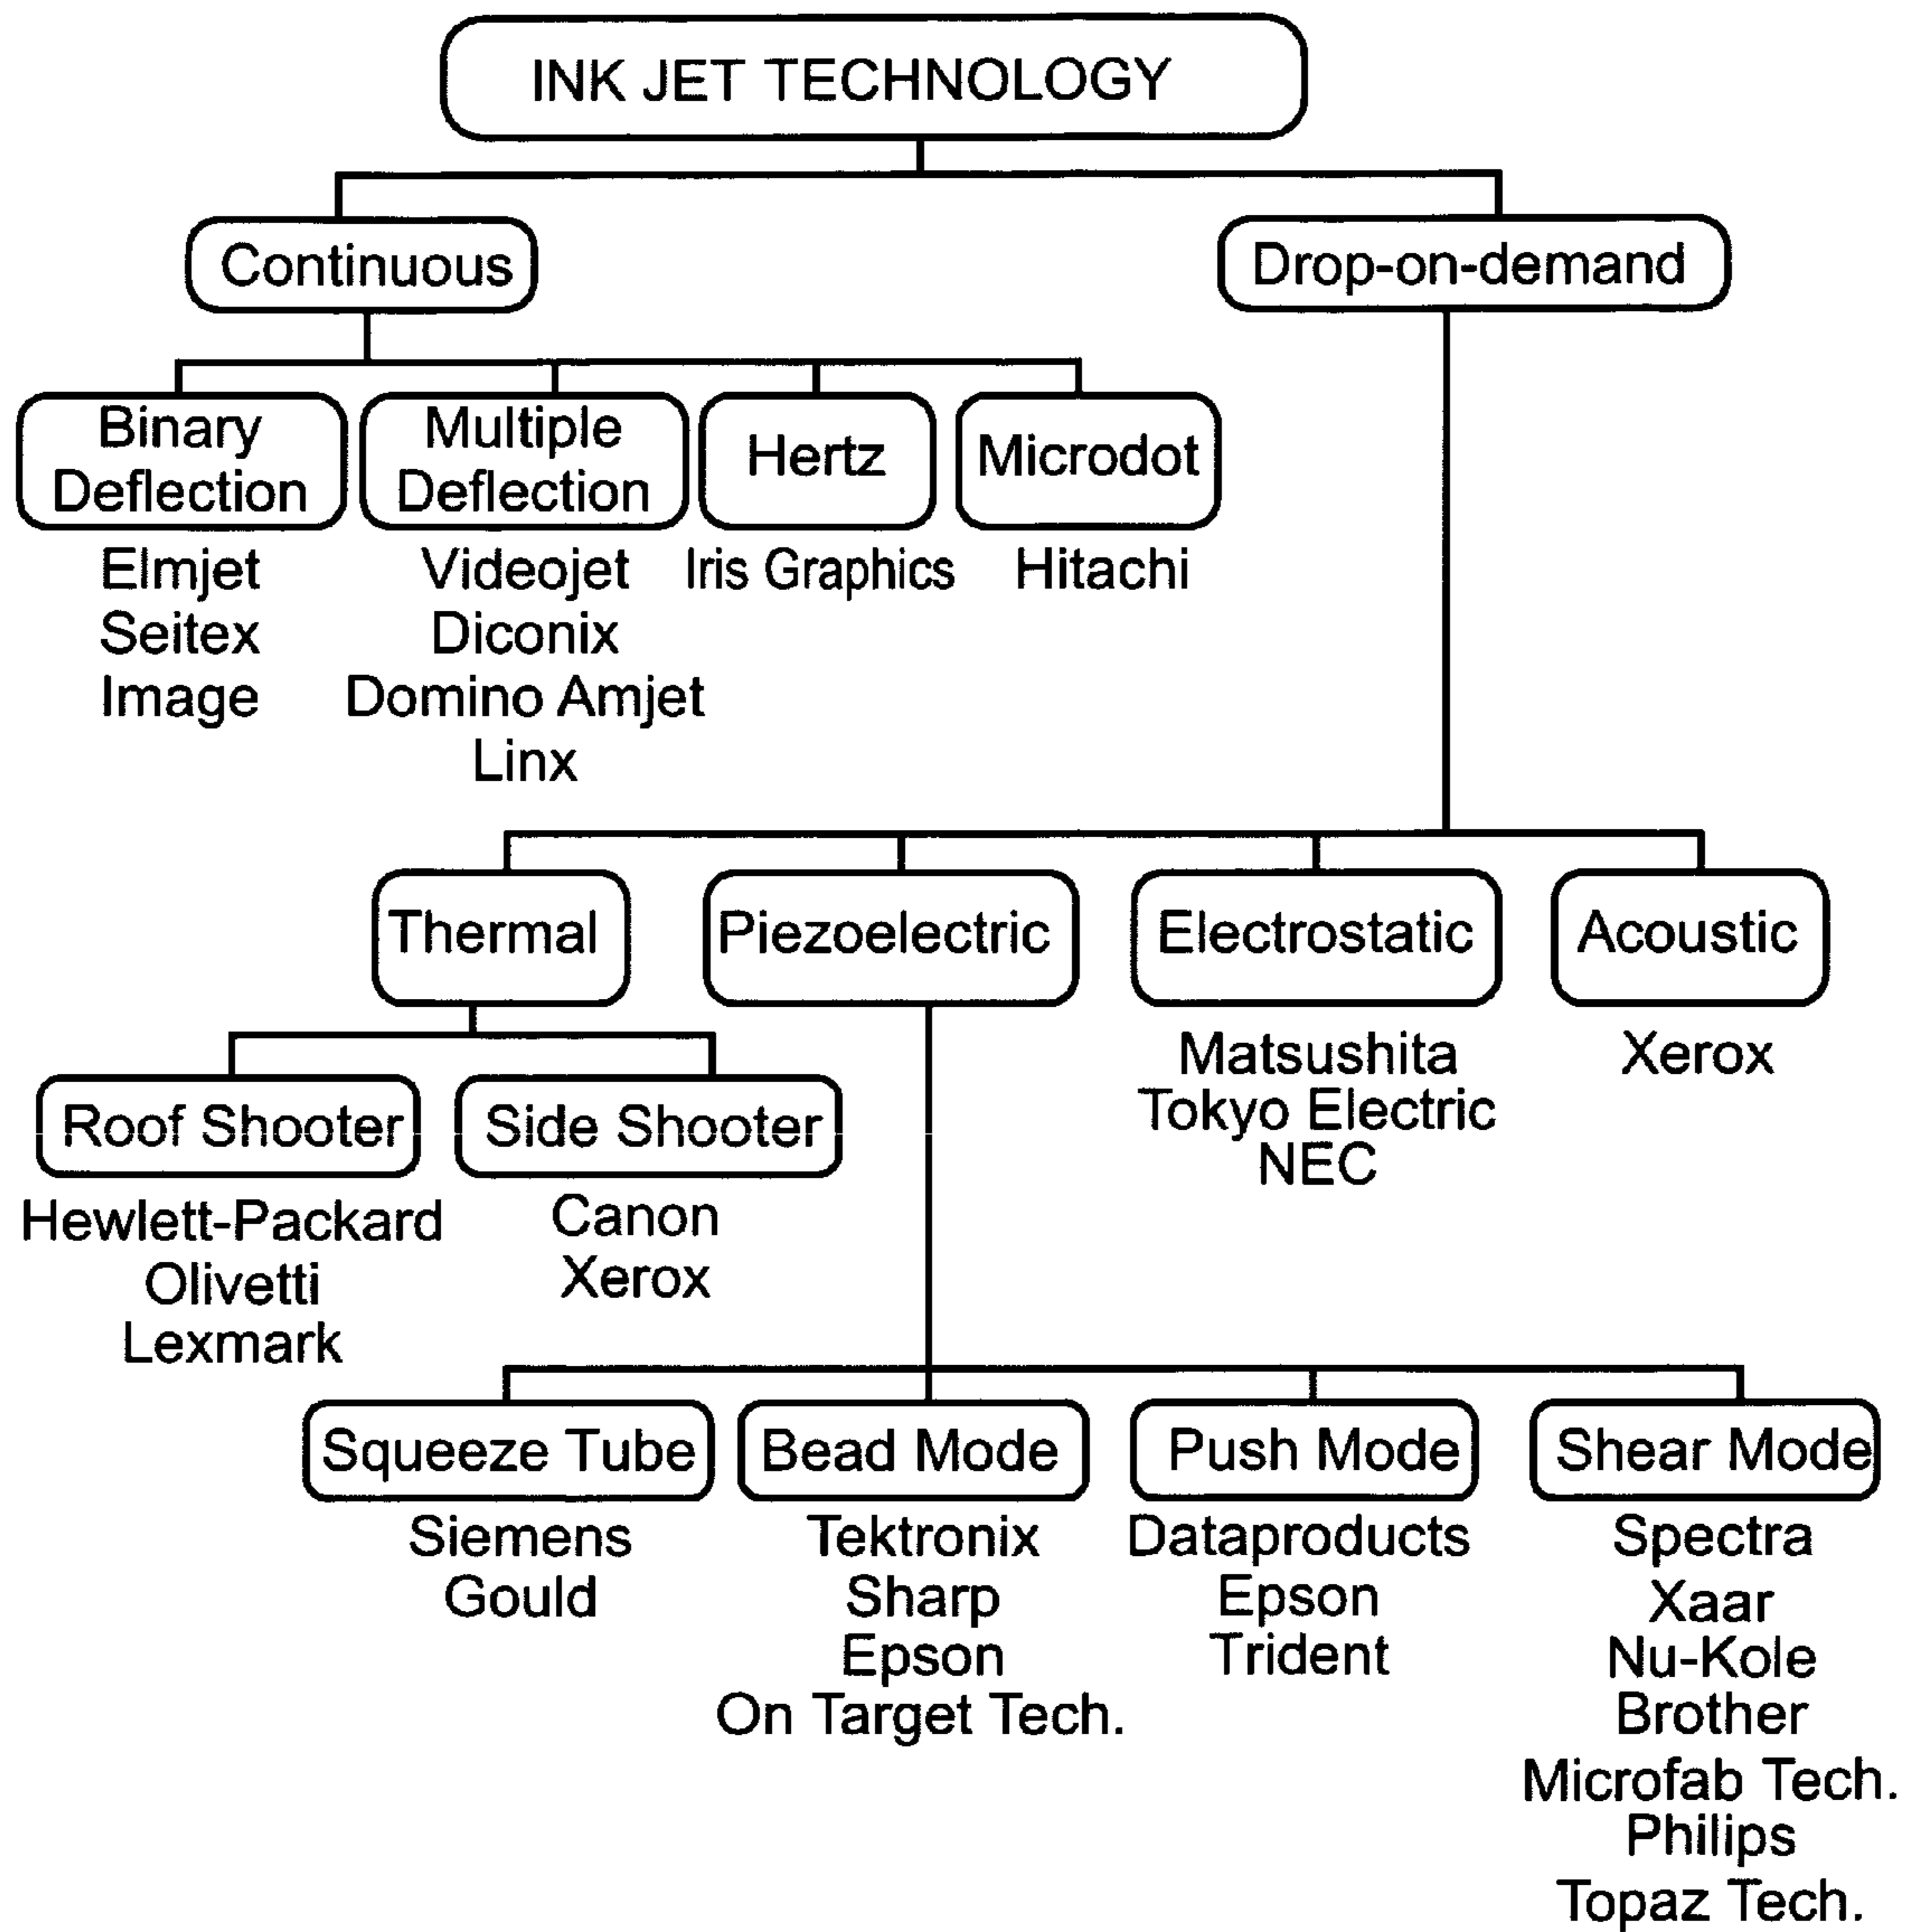 INK JET TECHNOLOGY
Continuous
Drop-on-demand
Binary
Deflection
Multiple
Deflection
Hertz
Microdot
Elmjet
Seitex
Image
Videojet
Diconix
Domino Amjet
Linx
Iris Graphics
Hitachi
Thermal
Piezoelectric
Electrostatic
Acoustic
Matsushita
Tokyo Electric
NEC
Xerox
Roof Shooter
Side Shooter
Hewlett-Packard
Olivetti
Lexmark
Canon
Xerox
Squeeze Tube
Bead Mode
Push Mode
Shear Mode
Siemens
Gould
Tektronix
Sharp
Epson
On Target Tech.
Dataproducts
Epson
Trident
Spectra
Xaar
Nu-Kole
Brother
Microfab Tech.
Philips
Topaz Tech.